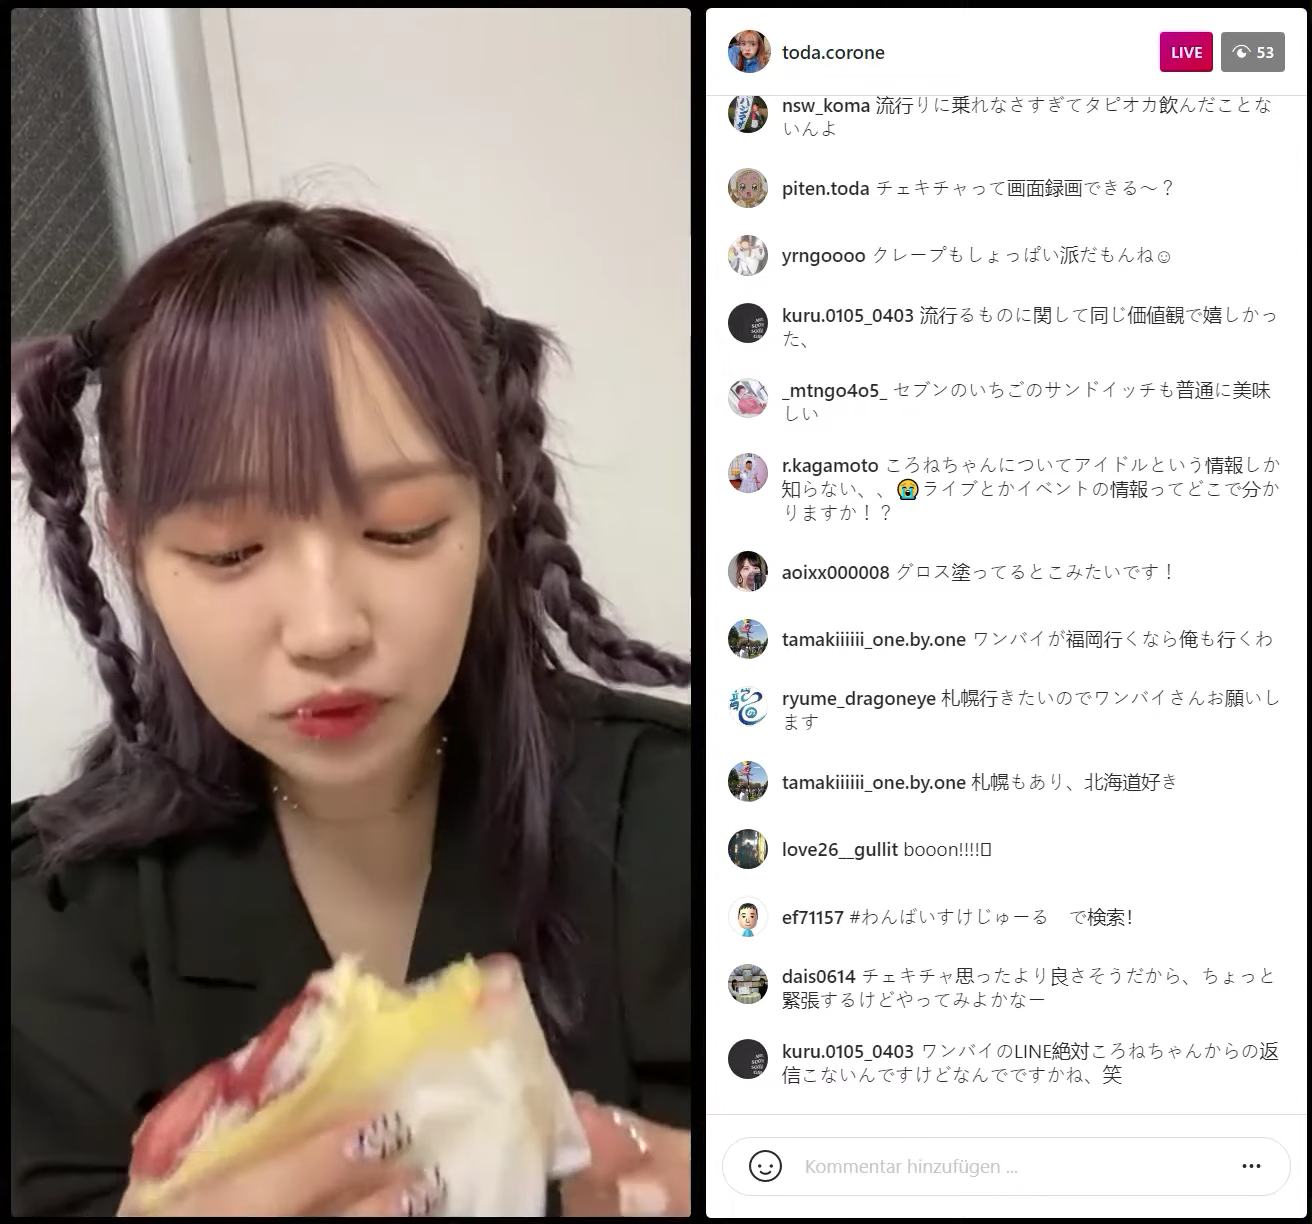 toda.corone
LIVE
53
nsw_koma 流行りに乗れなさすぎてタピオカ飲んだことな
いんよ
piten.toda チェキチャって画面録画できる〜？
yrngoooo クレープもしょっぱい派だもんね☺
kuru.0105_0403 流行るものに関して同じ価値観で嬉しかっ
た、
_mtngo4o5_ セブンのいちごのサンドイッチも普通に美味
しい
r.kagamoto ころねちゃんについてアイドルという情報しか
知らない、、😭ライブとかイベントの情報ってどこで分か
りますか！？
aoixx000008 グロス塗ってるとこみたいです！
tamakiiiiii_one.by.one ワンバイが福岡行くなら俺も行くわ
ryume_dragoneye 札幌行きたいのでワンバイさんお願いし
ます
tamakiiiiii_one.by.one 札幌もあり、北海道好き
love26__gullit booon!!!!
ef71157 #わんばいすけじゅーる　で検索！
dais0614 チェキチャ思ったより良さそうだから、ちょっと
緊張するけどやってみよかなー
kuru.0105_0403 ワンバイのLINE絶対ころねちゃんからの返
信こないんですけどなんでですかね、笑
Kommentar hinzufügen ...